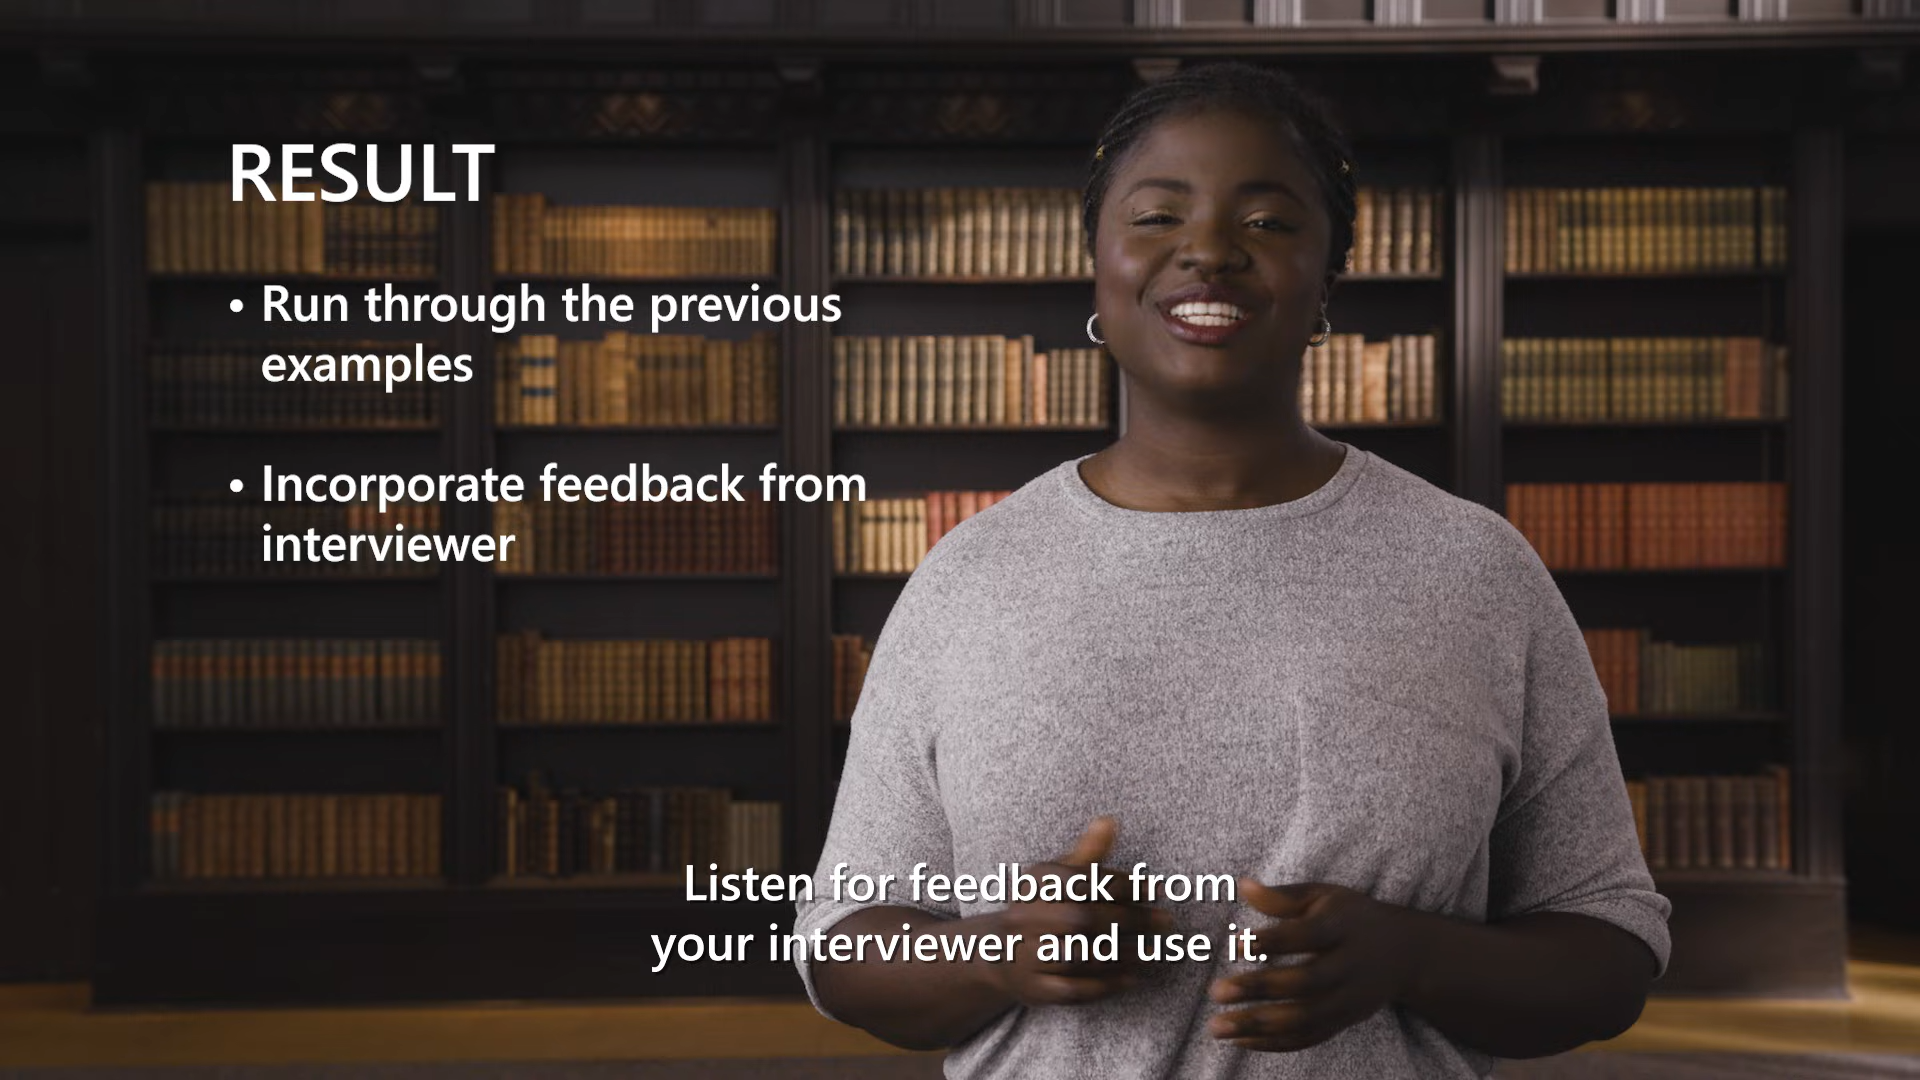 RESULT
• Run through the previous
examples
• Incorporate feedback from
interviewer
Listen for feedback from
your interviewer and use it.